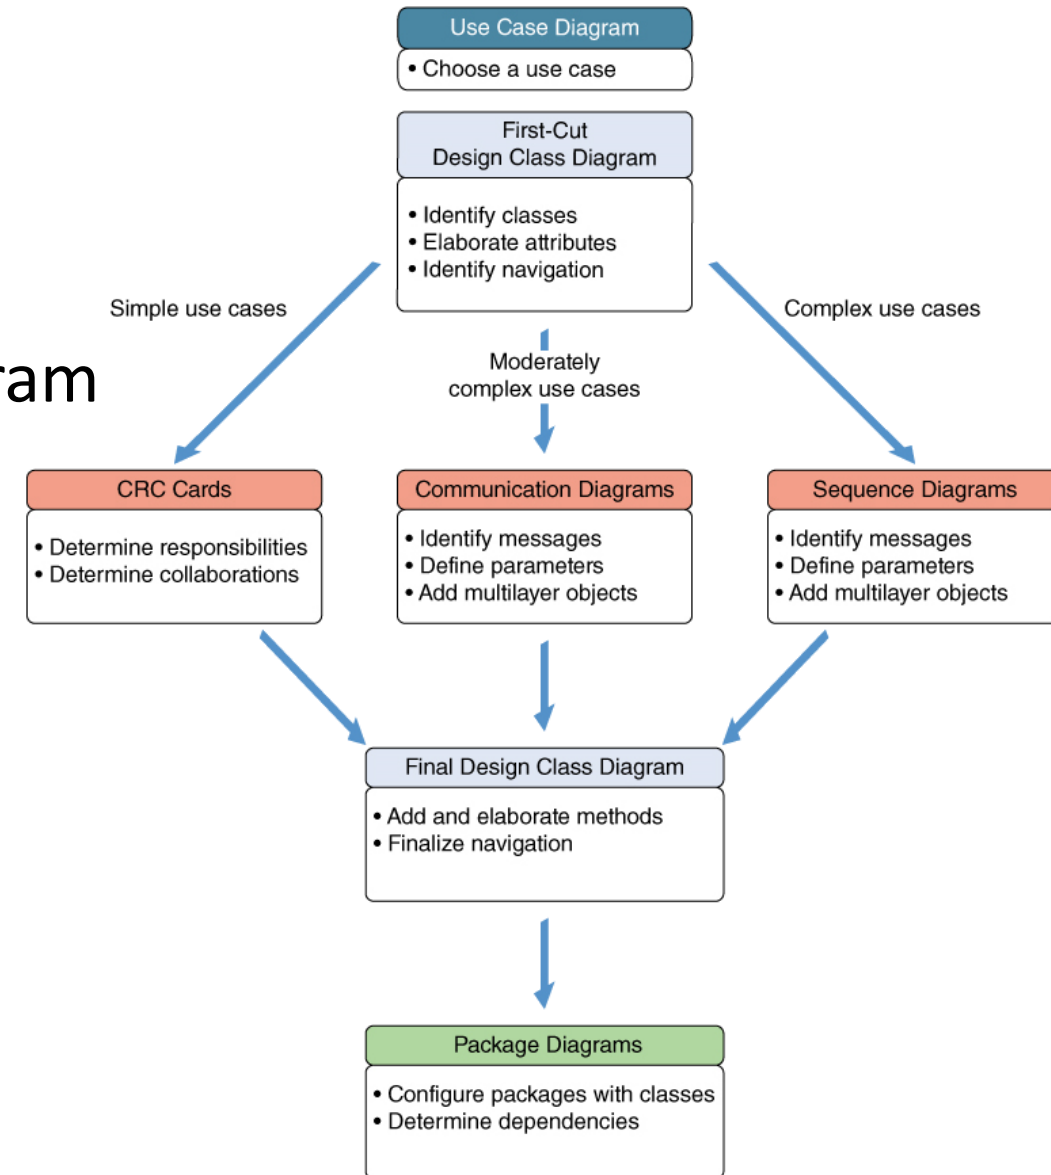 Use Case Diagram
• Choose a use case
First-Cut
Design Class Diagram
• Identify classes
• Elaborate attributes
• Identify navigation
Simple use cases
Moderately
complex use cases
Complex use cases
ram
CRC Cards
• Determine responsibilities
• Determine collaborations
Communication Diagrams
• Identify messages
• Define parameters
• Add multilayer objects
Sequence Diagrams
• Identify messages
• Define parameters
• Add multilayer objects
Final Design Class Diagram
• Add and elaborate methods
• Finalize navigation
Package Diagrams
• Configure packages with classes
• Determine dependencies